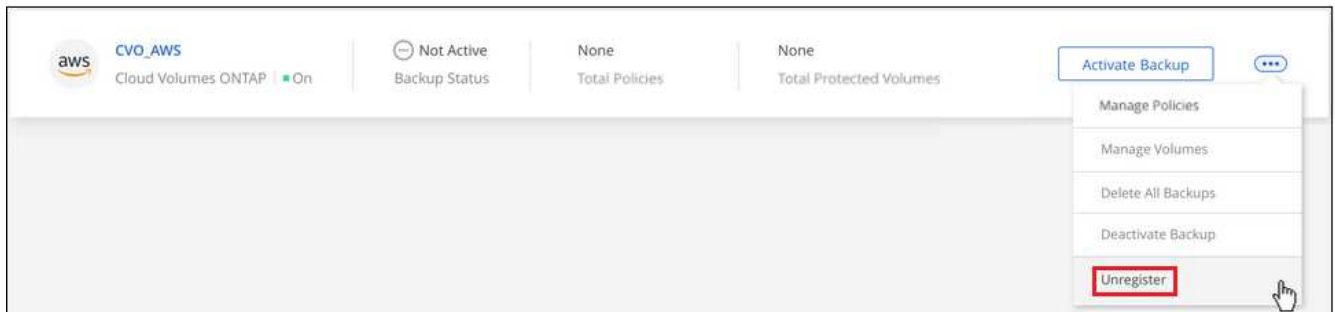 aws
CVO_AWS
Cloud Volumes ONTAP
On
Not Active
Backup Status
None
Total Policies
None
Total Protected Volumes
Activate Backup
Manage Policies
Manage Volumes
Delete All Backups
Deactivate Backup
Unregister